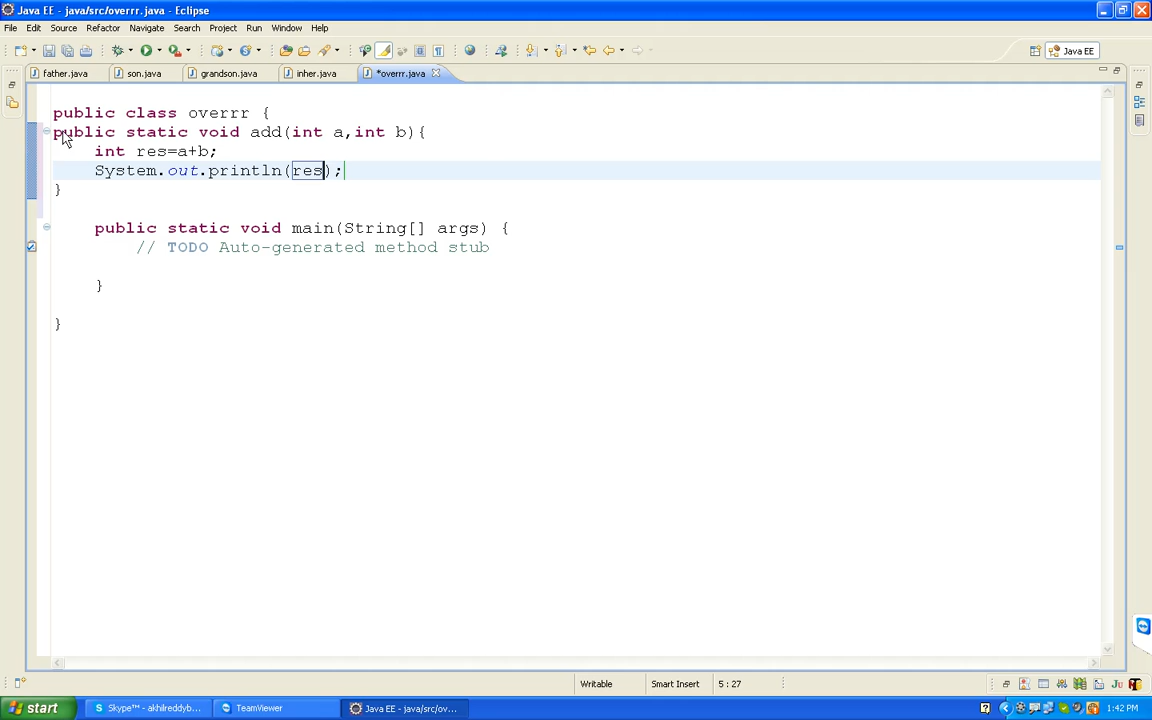 Java EE - java/src/overrr.java - Eclipse
File Edit Source Refactor Navigate Search Project Run Window Help
Java EE
father.java son.java grandson.java inher.java *overrr.java
public class overrr {
public static void add(int a,int b){
int res=a+b;
System.out.println(res);
}
public static void main(String[] args) {
// TODO Auto-generated method stub
}
}
Writable Smart Insert 5 : 27
start Skype™ - akhilreddyb... TeamViewer Java EE - java/src/ov... 1:42 PM